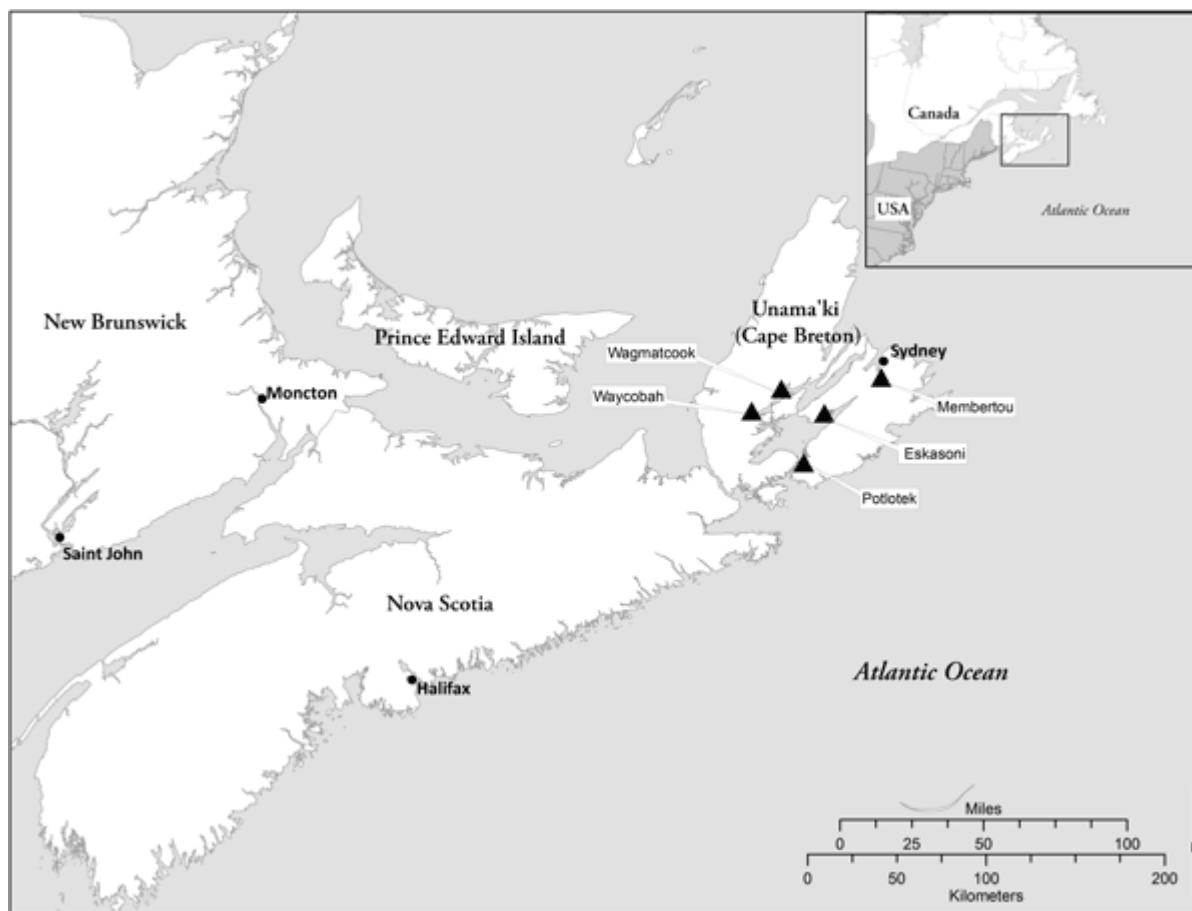 Canada
USA
Atlantic Ocean
New Brunswick
Prince Edward Island
Unama'ki
(Cape Breton)
Wagmatcook
Sydney
Waycobah
Moncton
Membertou
Eskasoni
Potlotek
Saint John
Nova Scotia
Halifax
Atlantic Ocean
Miles
0 25 50 100
0 50 100 200
Kilometers